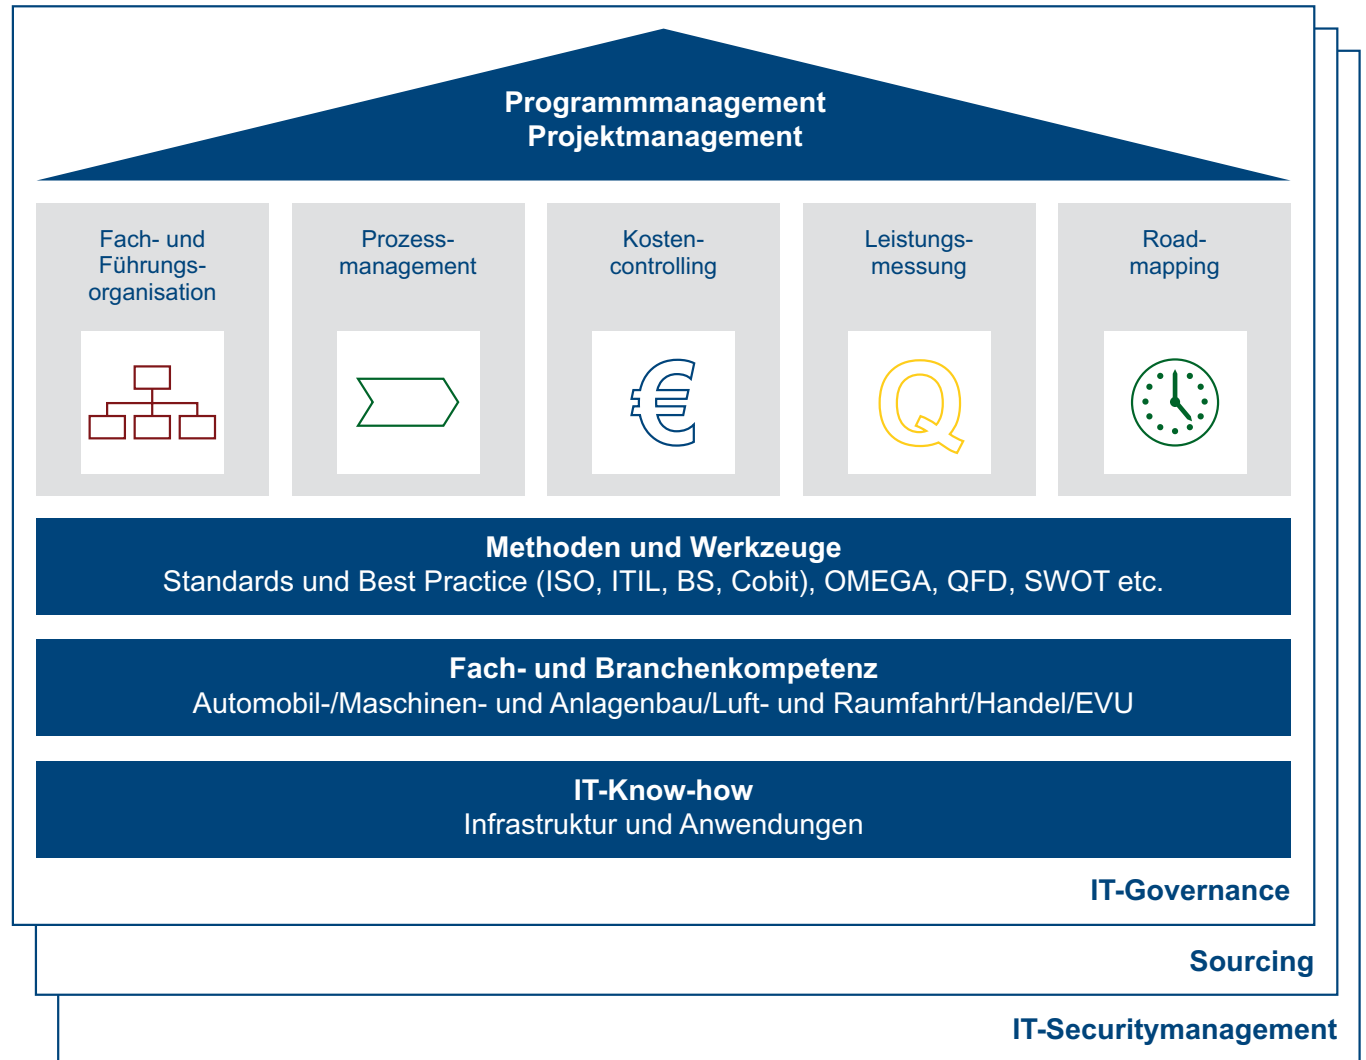 Programmmanagement
Projektmanagement
Fach- und
Führungs-
organisation
Prozess-
management
Kosten-
controlling
Leistungs-
messung
Road-
mapping
€
Q
Methoden und Werkzeuge
Standards und Best Practice (ISO, ITIL, BS, Cobit), OMEGA, QFD, SWOT etc.
Fach- und Branchenkompetenz
Automobil-/Maschinen- und Anlagenbau/Luft- und Raumfahrt/Handel/EVU
IT-Know-how
Infrastruktur und Anwendungen
IT-Governance
Sourcing
IT-Securitymanagement